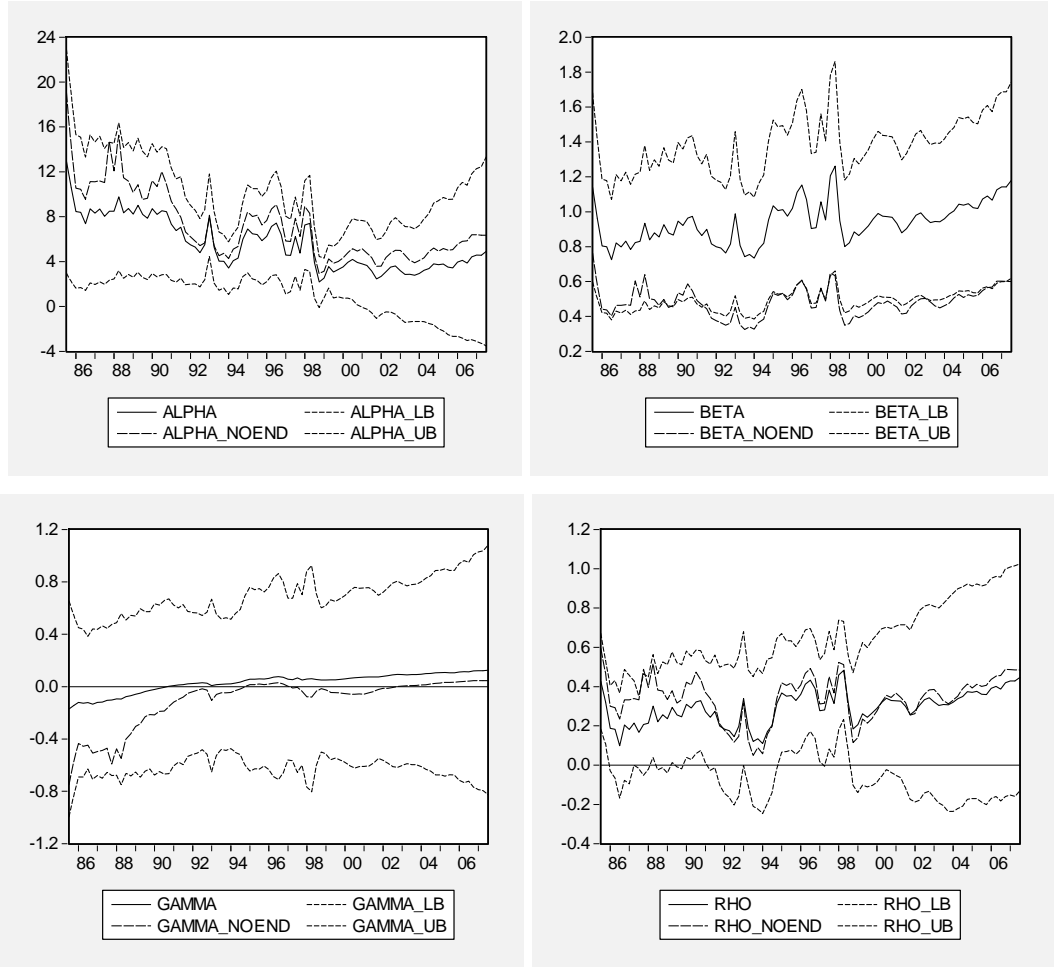 24
20
16
12
8
4
0
-4
86 88 90 92 94 96 98 00 02 04 06
ALPHA ALPHA_LB
ALPHA_NOEND ALPHA_UB
2.0
1.8
1.6
1.4
1.2
1.0
0.8
0.6
0.4
0.2
86 88 90 92 94 96 98 00 02 04 06
BETA BETA_LB
BETA_NOEND BETA_UB
1.2
0.8
0.4
0.0
-0.4
-0.8
-1.2
86 88 90 92 94 96 98 00 02 04 06
GAMMA GAMMA_LB
GAMMA_NOEND GAMMA_UB
1.2
1.0
0.8
0.6
0.4
0.2
0.0
-0.2
-0.4
86 88 90 92 94 96 98 00 02 04 06
RHO RHO_LB
RHO_NOEND RHO_UB